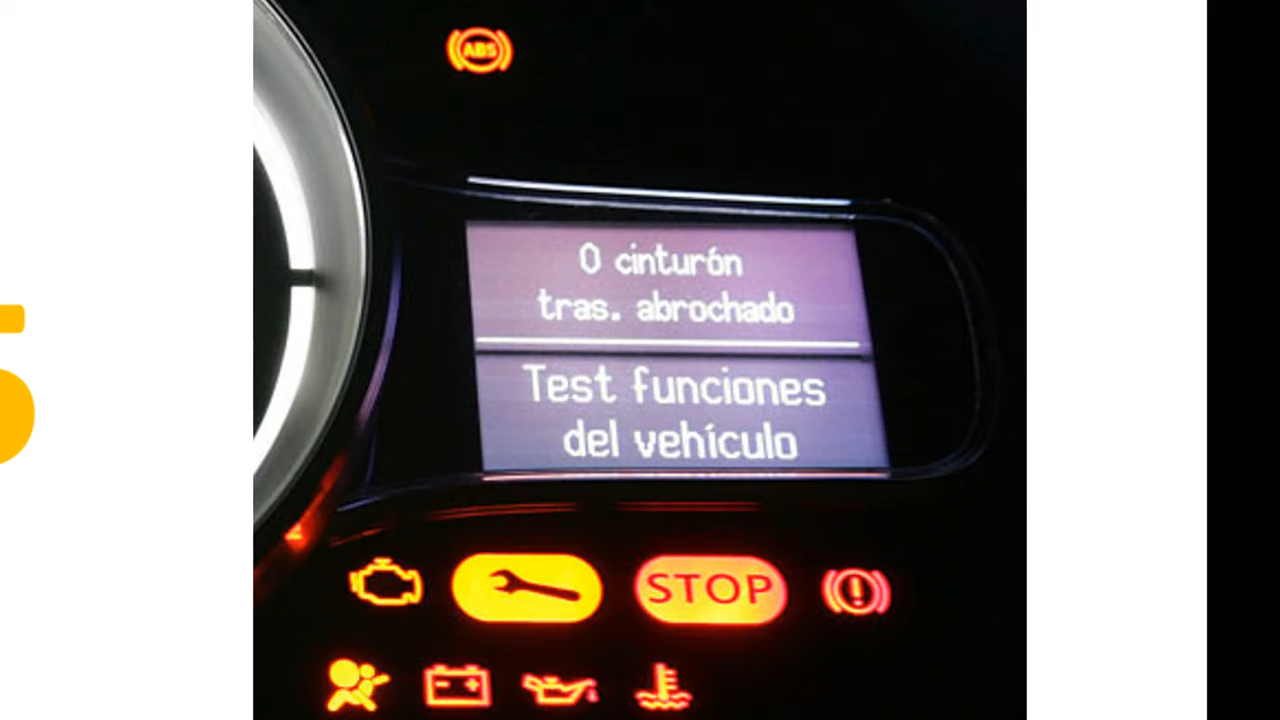 ABS
0 cinturón
tras. abrochado
Test funciones
del vehículo
STOP